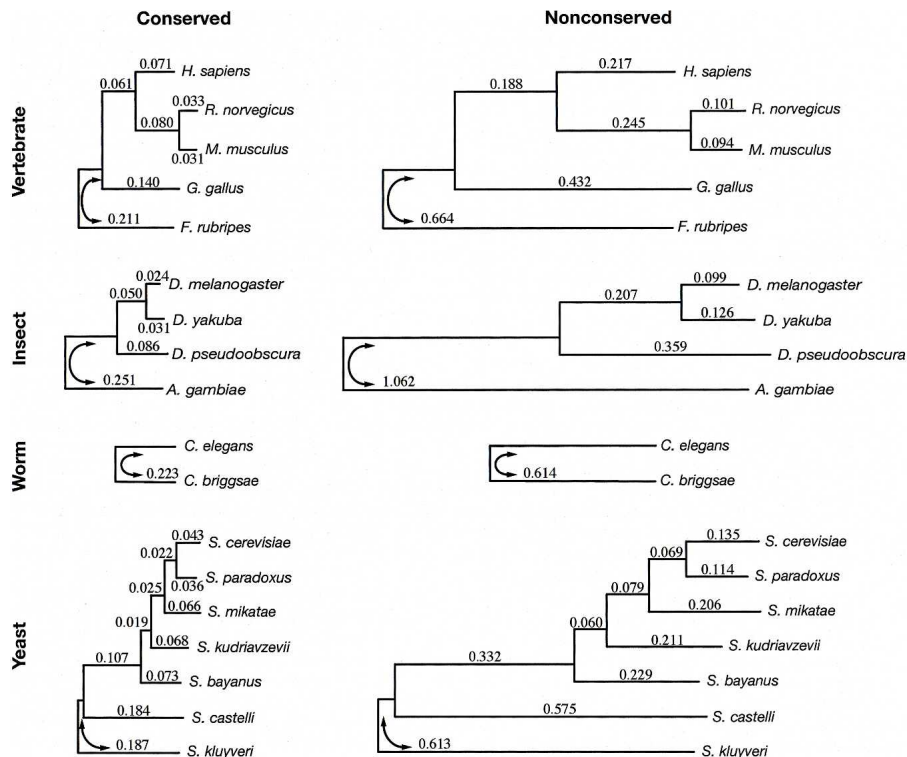 Conserved Nonconserved
Vertebrate
0.071 H. sapiens
0.061
0.033 R. norvegicus
0.080
0.031 M. musculus
0.140 G. gallus
0.211 F. rubripes
0.217 H. sapiens
0.188
0.101 R. norvegicus
0.245
0.094 M. musculus
0.432 G. gallus
0.664 F. rubripes
Insect
0.024 D. melanogaster
0.050
0.031 D. yakuba
0.086 D. pseudoobscura
0.251 A. gambiae
0.099 D. melanogaster
0.207
0.126 D. yakuba
0.359 D. pseudoobscura
1.062 A. gambiae
Worm
C. elegans
0.223 C. briggsae
C. elegans
0.614 C. briggsae
Yeast
0.043 S. cerevisiae
0.022
0.036 S. paradoxus
0.025
0.066 S. mikatae
0.019
0.068 S. kudriavzevii
0.107
0.073 S. bayanus
0.184 S. castelli
0.187 S. kluyveri
0.135 S. cerevisiae
0.069
0.114 S. paradoxus
0.079
0.206 S. mikatae
0.060
0.211 S. kudriavzevii
0.332
0.229 S. bayanus
0.575 S. castelli
0.613 S. kluyveri